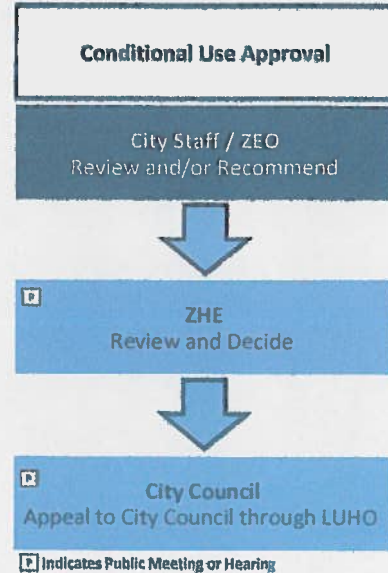 Conditional Use Approval
City Staff / ZEO
Review and/or Recommend
P
ZHE
Review and Decide
P
City Council
Appeal to City Council through LUHO
P Indicates Public Meeting or Hearing